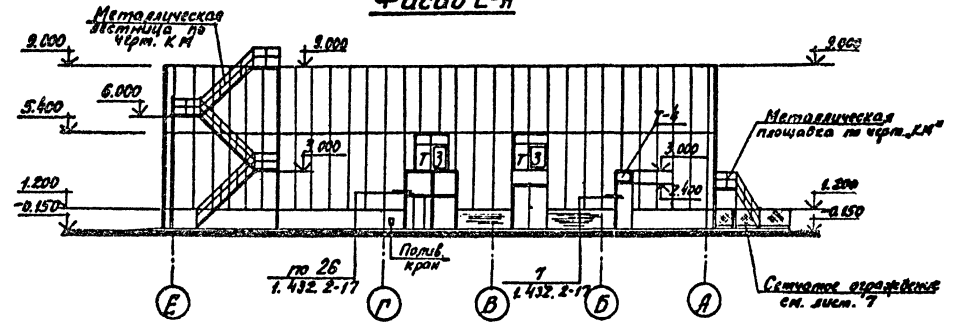 Фасад Е-А
Металлическая
лестница по
черт. КМ
9.000
9.000
9.000
6.000
5.400
Т-4
Металлическая
площадка по черт. „КМ"
3.000
Т 3
Т 3
3.000
2.400
1.200
-0.150
1.200
-0.150
Полив.
кран
по 26
1.432.2-17
7
1.432.2-17
Сетчатое ограждение
см. лист. 7
Е
Г
В
Б
А